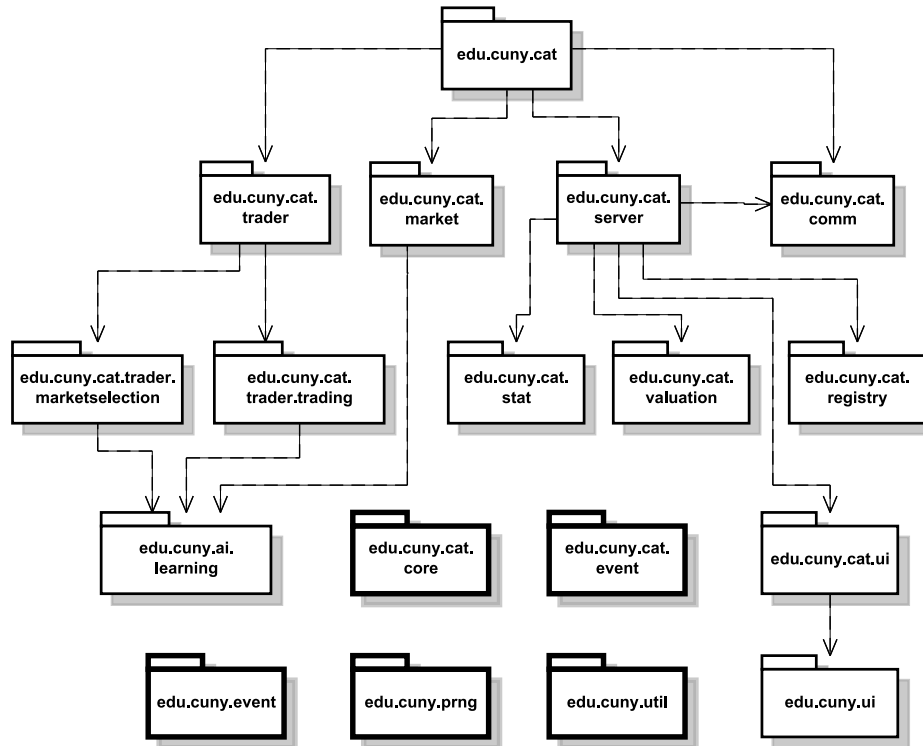 edu.cuny.cat
edu.cuny.cat.
trader
edu.cuny.cat.
market
edu.cuny.cat.
server
edu.cuny.cat.
comm
edu.cuny.cat.trader.
marketselection
edu.cuny.cat.
trader.trading
edu.cuny.cat.
stat
edu.cuny.cat.
valuation
edu.cuny.cat.
registry
edu.cuny.ai.
learning
edu.cuny.cat.
core
edu.cuny.cat.
event
edu.cuny.cat.ui
edu.cuny.event
edu.cuny.prng
edu.cuny.util
edu.cuny.ui